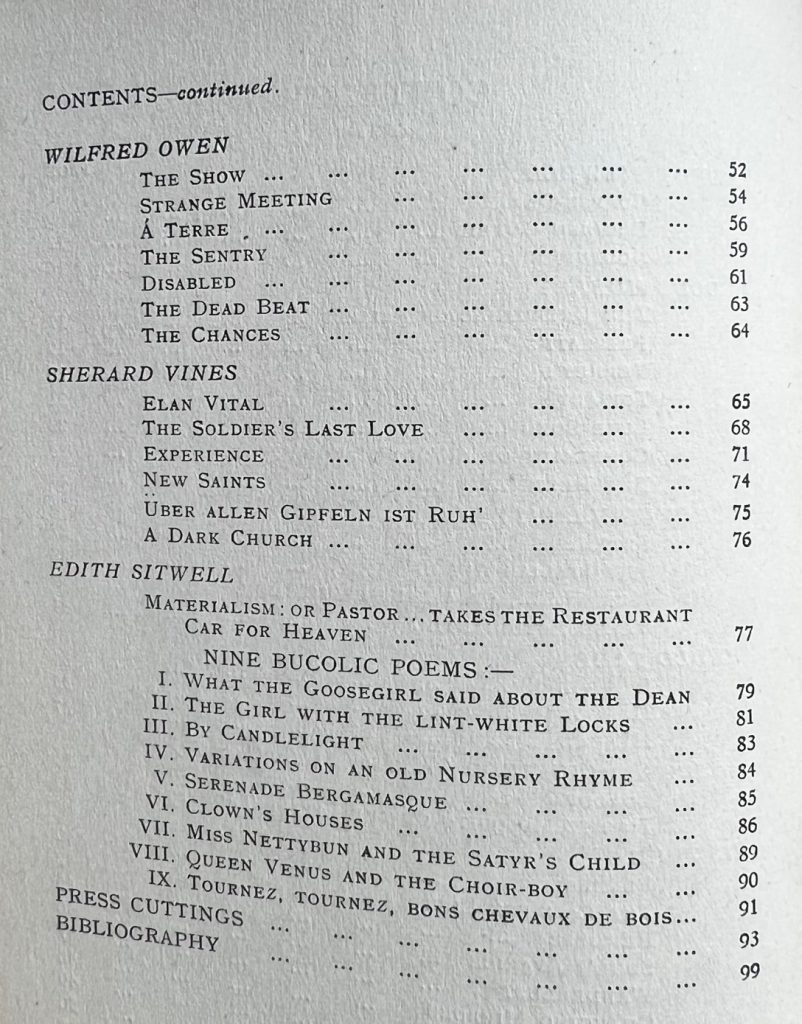 CONTENTS—continued.
WILFRED OWEN
THE SHOW ... ... ... ... ... ... ... 52
STRANGE MEETING ... ... ... ... ... 54
Á TERRE ... ... ... ... ... ... ... 56
THE SENTRY ... ... ... ... ... ... 59
DISABLED ... ... ... ... ... ... ... 61
THE DEAD BEAT ... ... ... ... ... ... 63
THE CHANCES ... ... ... ... ... ... 64
SHERARD VINES
ELAN VITAL ... ... ... ... ... ... 65
THE SOLDIER'S LAST LOVE ... ... ... ... 68
EXPERIENCE ... ... ... ... ... ... 71
NEW SAINTS ... ... ... ... ... ... 74
ÜBER ALLEN GIPFELN IST RUH' ... ... ... 75
A DARK CHURCH ... ... ... ... ... ... 76
EDITH SITWELL
MATERIALISM: OR PASTOR ... TAKES THE RESTAURANT
CAR FOR HEAVEN ... ... ... ... ... 77
NINE BUCOLIC POEMS :—
I. WHAT THE GOOSEGIRL SAID ABOUT THE DEAN 79
II. THE GIRL WITH THE LINT-WHITE LOCKS ... 81
III. BY CANDLELIGHT ... ... ... ... ... 83
IV. VARIATIONS ON AN OLD NURSERY RHYME ... 84
V. SERENADE BERGAMASQUE ... ... ... ... 85
VI. CLOWN'S HOUSES ... ... ... ... ... 86
VII. MISS NETTYBUN AND THE SATYR'S CHILD ... 89
VIII. QUEEN VENUS AND THE CHOIR-BOY ... ... 90
IX. TOURNEZ, TOURNEZ, BONS CHEVAUX DE BOIS... 91
PRESS CUTTINGS ... ... ... ... ... ... ... 93
BIBLIOGRAPHY ... ... ... ... ... ... ... 99